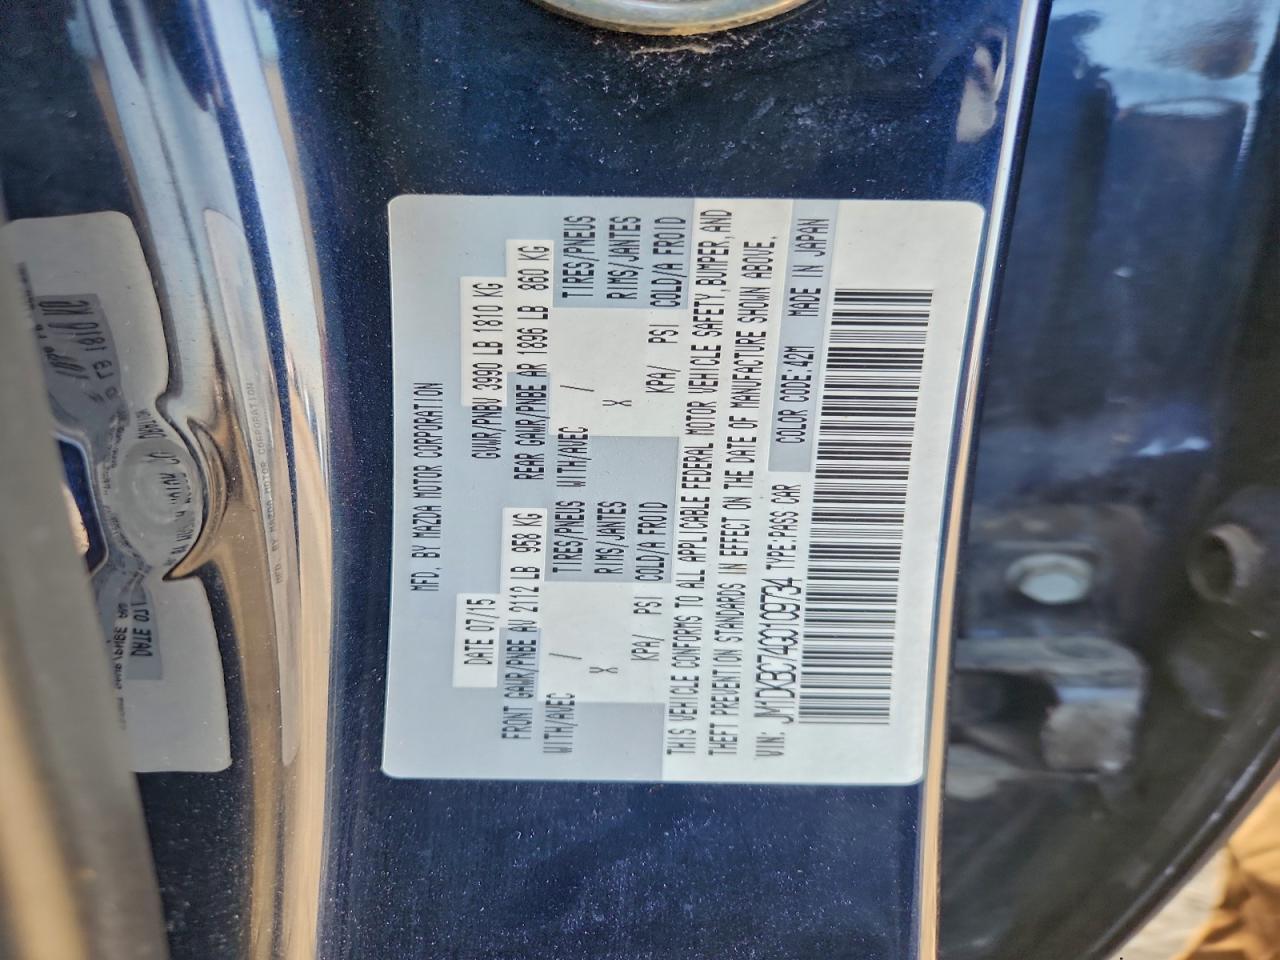 MFD. BY MAZDA MOTOR CORPORATION
DATE 07/15 GVWR/PNBV 3990 LB 1810 KG
FRONT GAWR/PNBE AV 2112 LB 958 KG REAR GAWR/PNBE AR 1896 LB 860 KG
WITH/AVEC / TIRES/PNEUS WITH/AVEC / TIRES/PNEUS
X RIMS/JANTES X RIMS/JANTES
KPA/ PSI COLD/A FROID KPA/ PSI COLD/A FROID
THIS VEHICLE CONFORMS TO ALL APPLICABLE FEDERAL MOTOR VEHICLE SAFETY, BUMPER, AND
THEFT PREVENTION STANDARDS IN EFFECT ON THE DATE OF MANUFACTURE SHOWN ABOVE.
VIN: JM1DKBC74G0109734 TYPE:PASS CAR COLOR CODE:42M MADE IN JAPAN